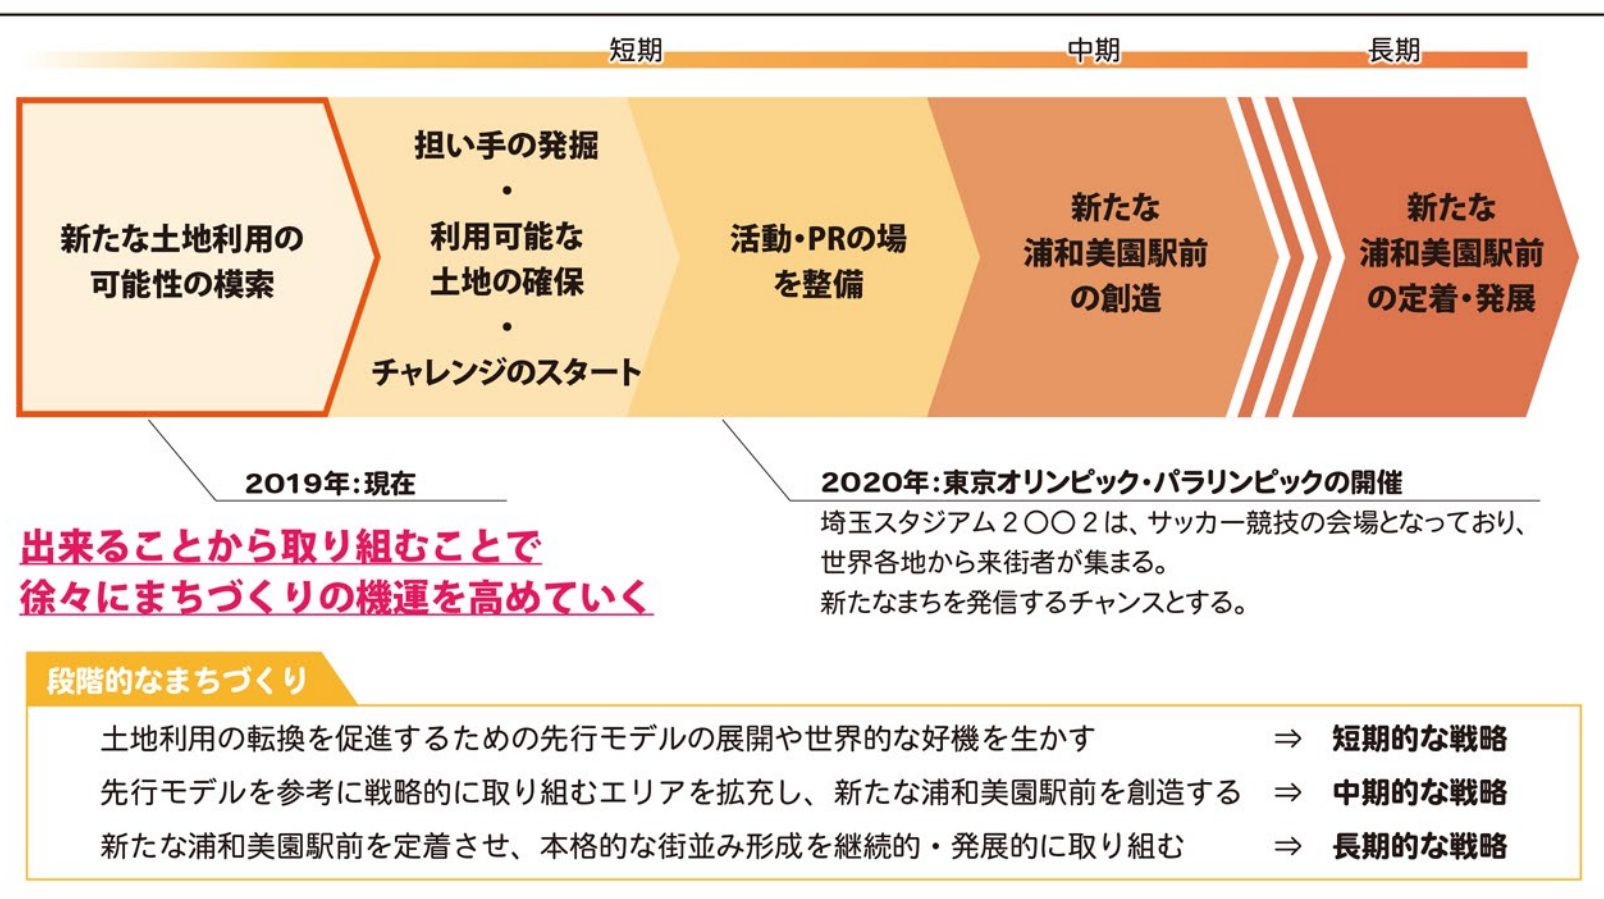 短期
中期
長期
新たな土地利用の
可能性の模索
担い手の発掘
・
利用可能な
土地の確保
・
チャレンジのスタート
活動・PRの場
を整備
新たな
浦和美園駅前
の創造
新たな
浦和美園駅前
の定着・発展
2019年：現在
出来ることから取り組むことで
徐々にまちづくりの機運を高めていく
2020年：東京オリンピック・パラリンピックの開催
埼玉スタジアム２〇〇２は、サッカー競技の会場となっており、
世界各地から来街者が集まる。
新たなまちを発信するチャンスとする。
段階的なまちづくり
土地利用の転換を促進するための先行モデルの展開や世界的な好機を生かす ⇒ 短期的な戦略
先行モデルを参考に戦略的に取り組むエリアを拡充し、新たな浦和美園駅前を創造する ⇒ 中期的な戦略
新たな浦和美園駅前を定着させ、本格的な街並み形成を継続的・発展的に取り組む ⇒ 長期的な戦略